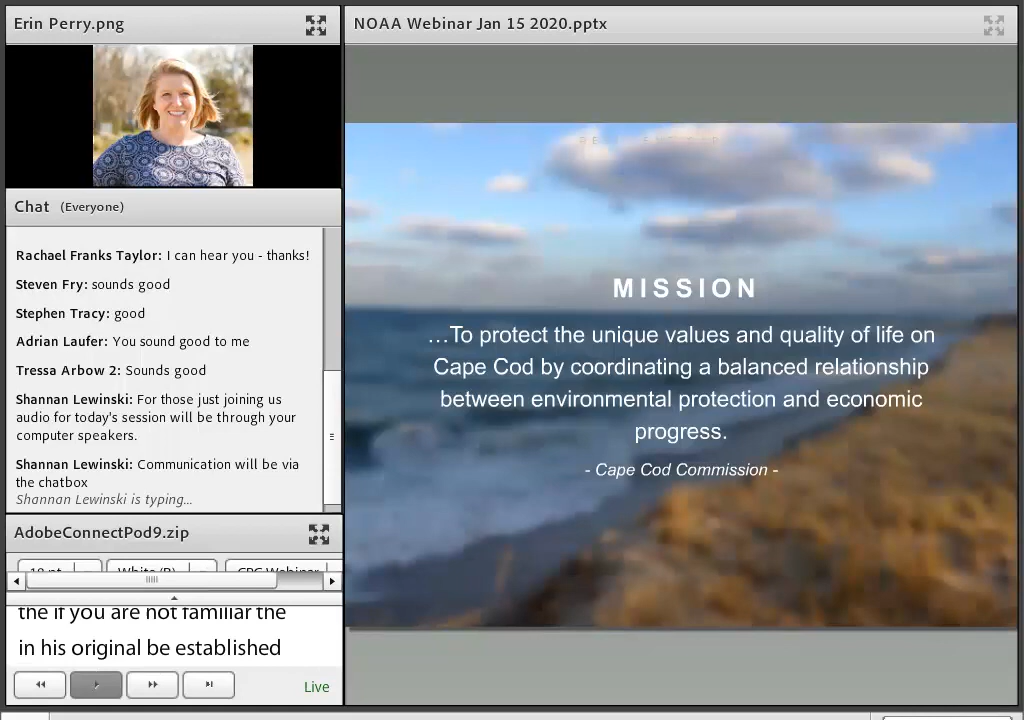 Erin Perry.png
NOAA Webinar Jan 15 2020.pptx
Chat (Everyone)
Rachael Franks Taylor: I can hear you - thanks!
Steven Fry: sounds good
Stephen Tracy: good
Adrian Laufer: You sound good to me
Tressa Arbow 2: Sounds good
Shannan Lewinski: For those just joining us
audio for today's session will be through your
computer speakers.
Shannan Lewinski: Communication will be via
the chatbox
Shannan Lewinski is typing...
AdobeConnectPod9.zip
the if you are not familiar the
in his original be established
Live
MISSION
…To protect the unique values and quality of life on
Cape Cod by coordinating a balanced relationship
between environmental protection and economic
progress.
- Cape Cod Commission -